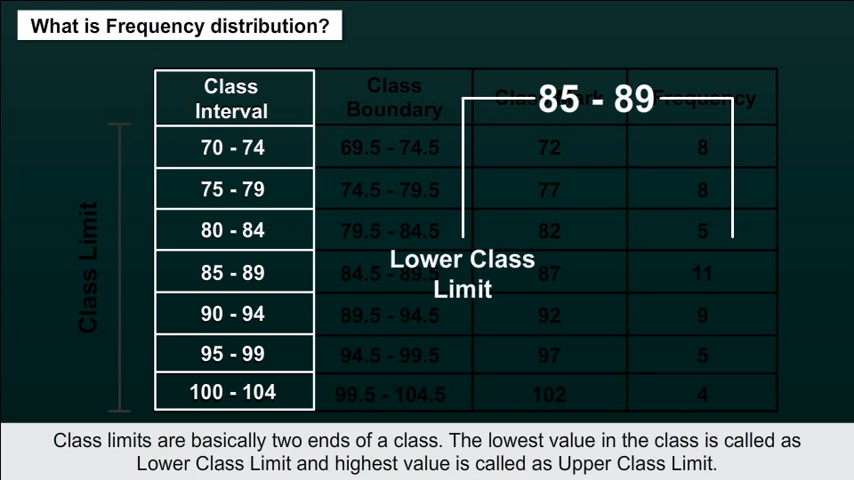 What is Frequency distribution?
Class Interval
Class Boundary
Frequency
85 - 89
70 - 74 69.5 - 74.5 72 8
75 - 79 74.5 - 79.5 77 8
80 - 84 79.5 - 84.5 82 5
Lower Class
Limit
85 - 89 84.5 - 89.5 87 11
90 - 94 89.5 - 94.5 92 9
95 - 99 94.5 - 99.5 97 5
100 - 104 99.5 - 104.5 102 4
Class Limit
Class limits are basically two ends of a class. The lowest value in the class is called as
Lower Class Limit and highest value is called as Upper Class Limit.